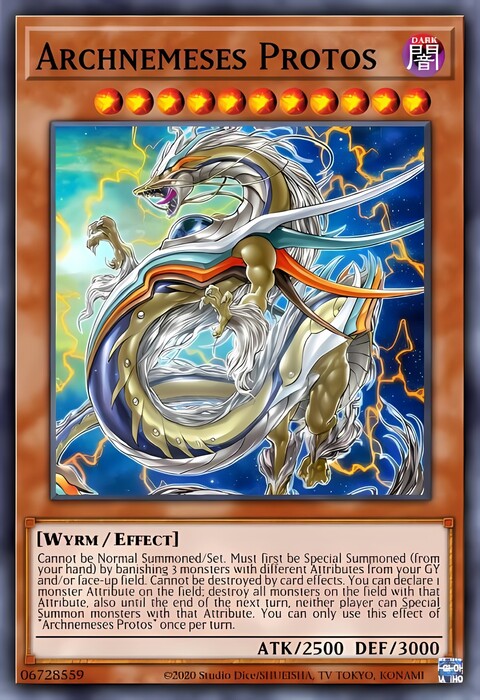 ARCHNEMESES PROTOS
DARK
闇
[WYRM / EFFECT]
Cannot be Normal Summoned/Set. Must first be Special Summoned (from
your hand) by banishing 3 monsters with different Attributes from your GY
and/or face-up field. Cannot be destroyed by card effects. You can declare 1
monster Attribute on the field; destroy all monsters on the field with that
Attribute, also until the end of the next turn, neither player can Special
Summon monsters with that Attribute. You can only use this effect of
"Archnemeses Protos" once per turn.
ATK/2500 DEF/3000
06728559
©2020 Studio Dice/SHUEISHA, TV TOKYO, KONAMI